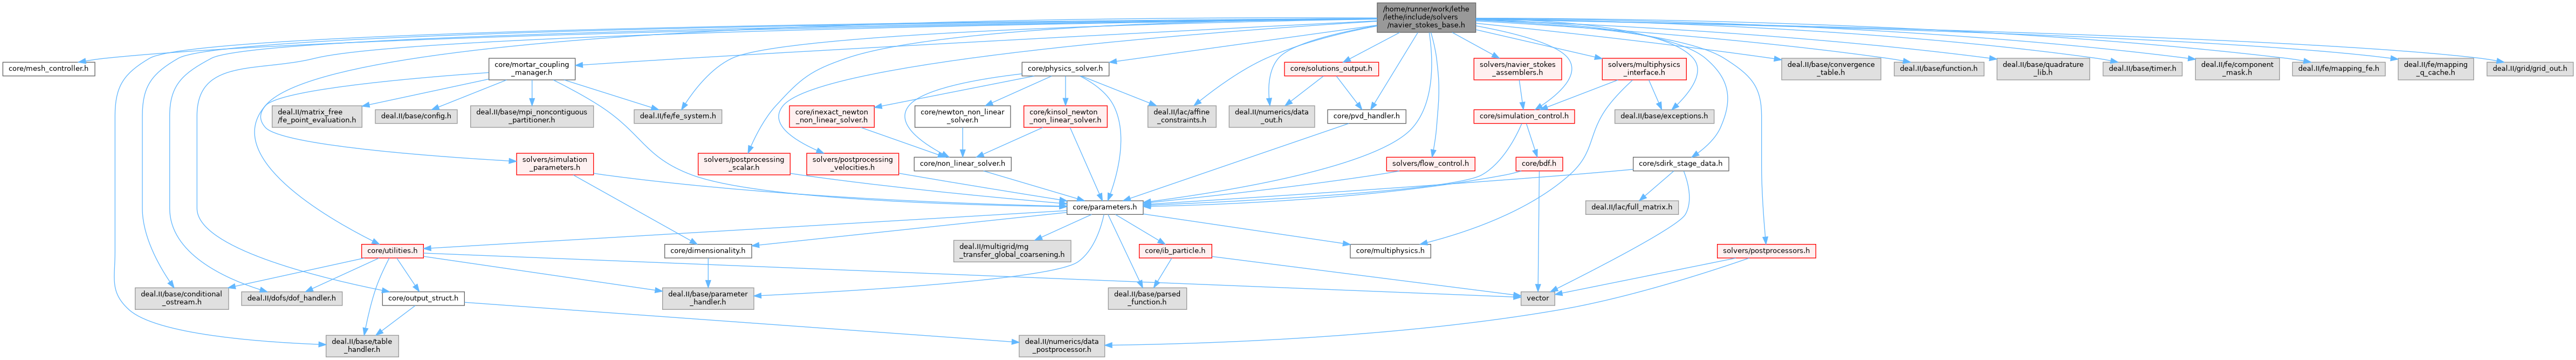 /home/runner/work/lethe
/lethe/include/solvers
/navier_stokes_base.h
core/mesh_controller.h
core/mortar_coupling
_manager.h
core/physics_solver.h
core/solutions_output.h
solvers/navier_stokes
_assemblers.h
solvers/multiphysics
_interface.h
deal.II/base/convergence
_table.h
deal.II/base/function.h
deal.II/base/quadrature
_lib.h
deal.II/base/timer.h
deal.II/fe/component
_mask.h
deal.II/fe/mapping_fe.h
deal.II/fe/mapping
_q_cache.h
deal.II/grid/grid_out.h
deal.II/matrix_free
/fe_point_evaluation.h
deal.II/base/config.h
deal.II/base/mpi_noncontiguous
_partitioner.h
deal.II/fe/fe_system.h
core/inexact_newton
_non_linear_solver.h
core/newton_non_linear
_solver.h
core/kinsol_newton
_non_linear_solver.h
deal.II/lac/affine
_constraints.h
deal.II/numerics/data
_out.h
core/pvd_handler.h
core/simulation_control.h
deal.II/base/exceptions.h
solvers/simulation
_parameters.h
solvers/postprocessing
_scalar.h
solvers/postprocessing
_velocities.h
core/non_linear_solver.h
solvers/flow_control.h
core/bdf.h
core/sdirk_stage_data.h
core/parameters.h
deal.II/lac/full_matrix.h
core/utilities.h
core/dimensionality.h
deal.II/multigrid/mg
_transfer_global_coarsening.h
core/ib_particle.h
core/multiphysics.h
solvers/postprocessors.h
deal.II/base/conditional
_ostream.h
deal.II/dofs/dof_handler.h
core/output_struct.h
deal.II/base/parameter
_handler.h
deal.II/base/parsed
_function.h
vector
deal.II/base/table
_handler.h
deal.II/numerics/data
_postprocessor.h